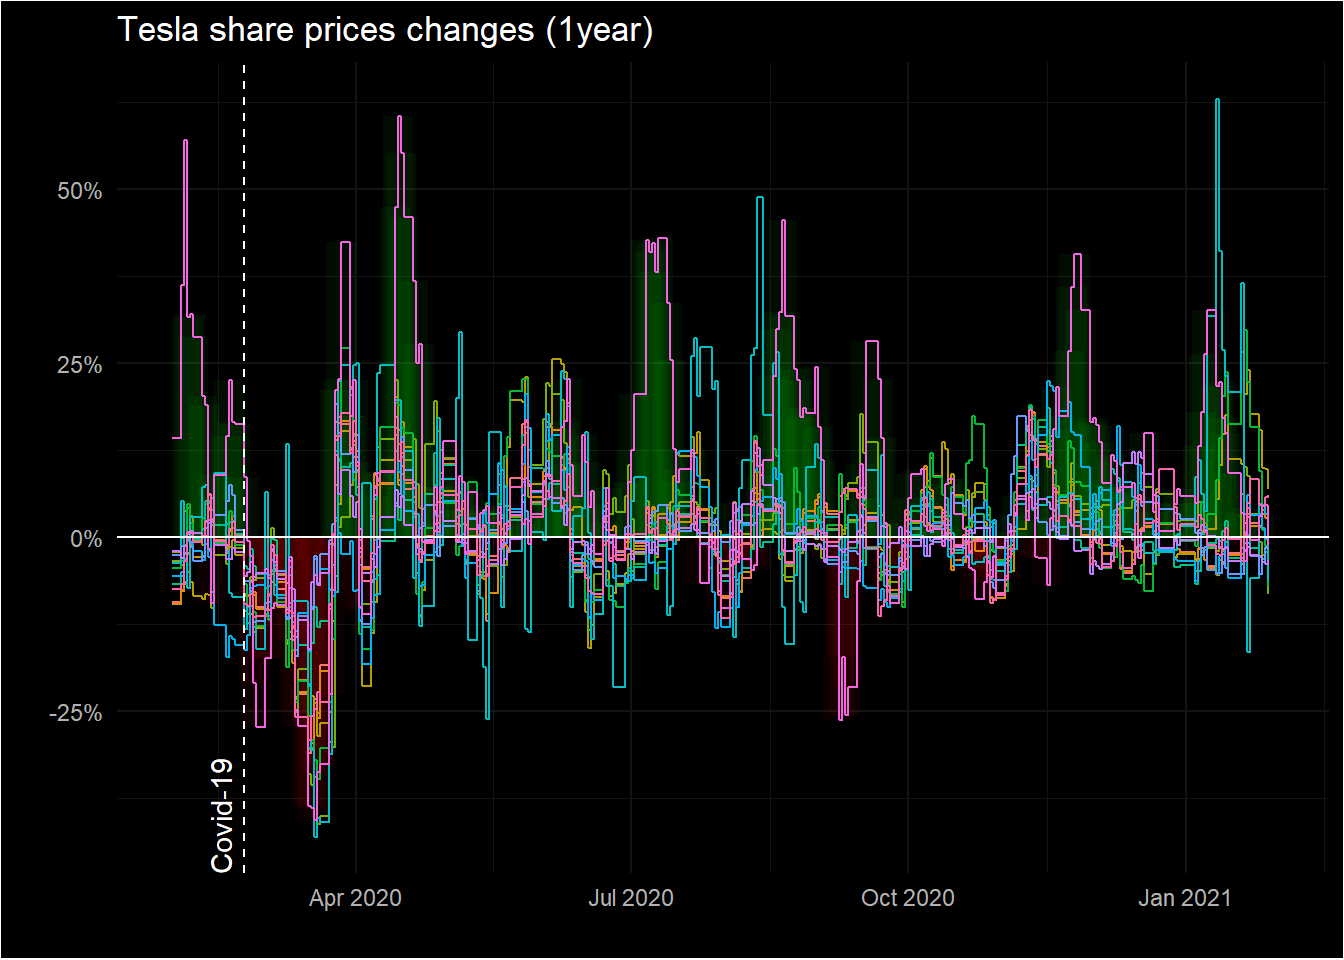 Tesla share prices changes (1year)
50%
25%
0%
-25%
Covid-19
Apr 2020
Jul 2020
Oct 2020
Jan 2021